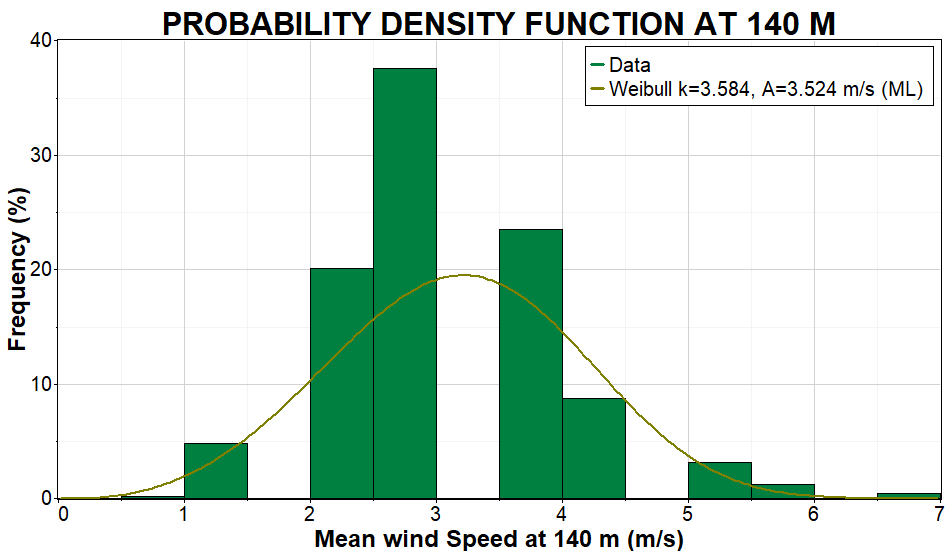 PROBABILITY DENSITY FUNCTION AT 140 M
Data
Weibull k=3.584, A=3.524 m/s (ML)
Frequency (%)
40
30
20
10
0
0 1 2 3 4 5 6 7
Mean wind Speed at 140 m (m/s)